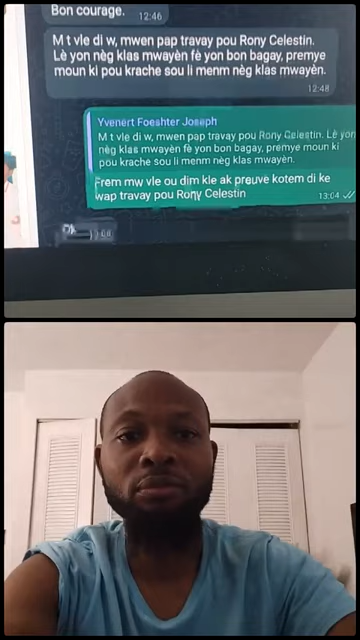 Bon courage.
12:46
M t vle di w, mwen pap travay pou Rony Celestin.
Lè yon nèg klas mwayèn fè yon bon bagay, premye
moun ki pou krache sou li menm nèg klas mwayèn.
12:48
Yvenert Foeshter Joseph
M t vle di w, mwen pap travay pou Rony Celestin. Lè yon
nèg klas mwayèn fè yon bon bagay, premye moun ki
pou krache sou li menm nèg klas mwayèn.
Frem mw vle ou dim kle ak preuve kotem di ke
wap travay pou Rony Celestin
13:04